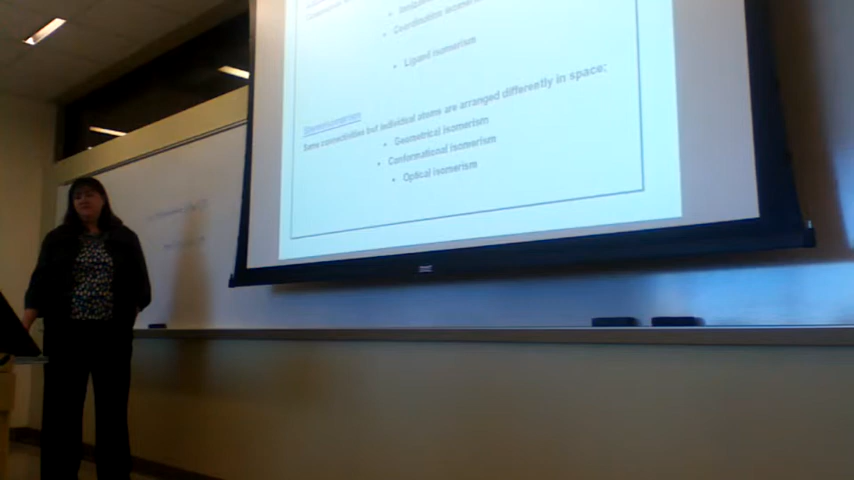 • Coordination isomerism
• Ligand isomerism
Stereoisomerism
Same connectivities but individual atoms are arranged differently in space:
• Geometrical isomerism
• Conformational isomerism
• Optical isomerism